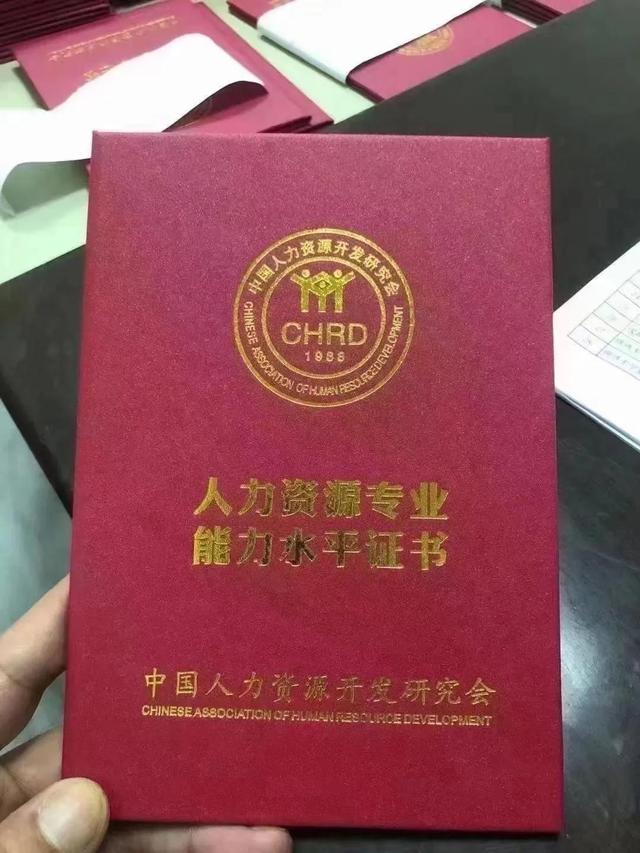 中国人力资源开发研究会
CHRD
1988
CHINESE ASSOCIATION OF HUMAN RESOURCE DEVELOPMENT
人力资源专业
能力水平证书
中国人力资源开发研究会
CHINESE ASSOCIATION OF HUMAN RESOURCE DEVELOPMENT